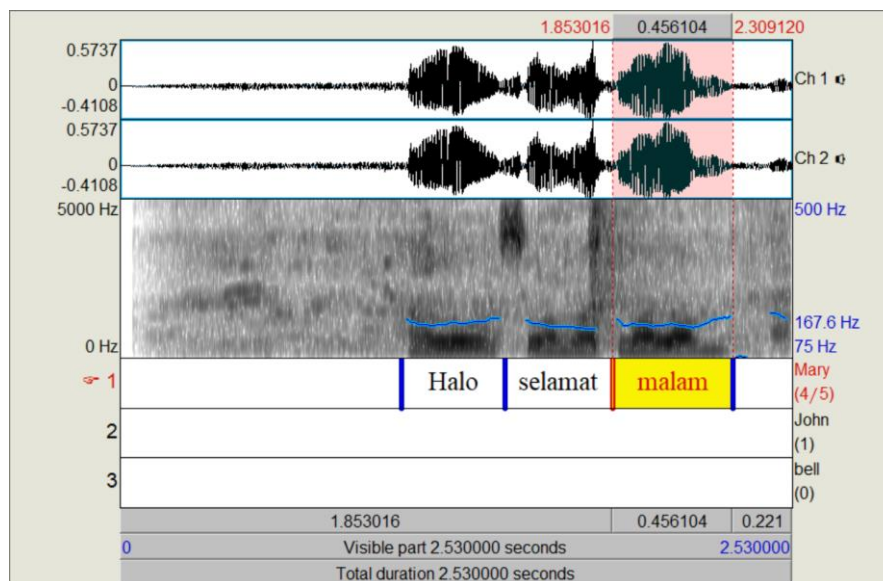 1.853016 0.456104 2.309120
0.5737
0
-0.4108
Ch 1
0.5737
0
-0.4108
Ch 2
5000 Hz 500 Hz
167.6 Hz
0 Hz 75 Hz
1 Halo selamat malam Mary
(4/5)
2 John
(1)
3 bell
(0)
1.853016 0.456104 0.221
0 Visible part 2.530000 seconds 2.530000
Total duration 2.530000 seconds